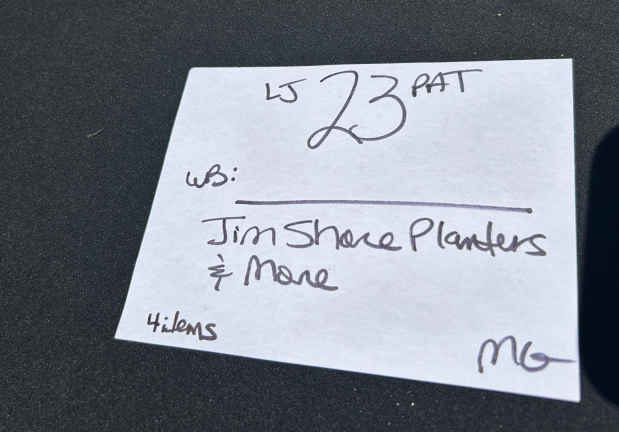 LJ 23 PAT
WB:
Jim Shore Planters
& More
4 items
MG